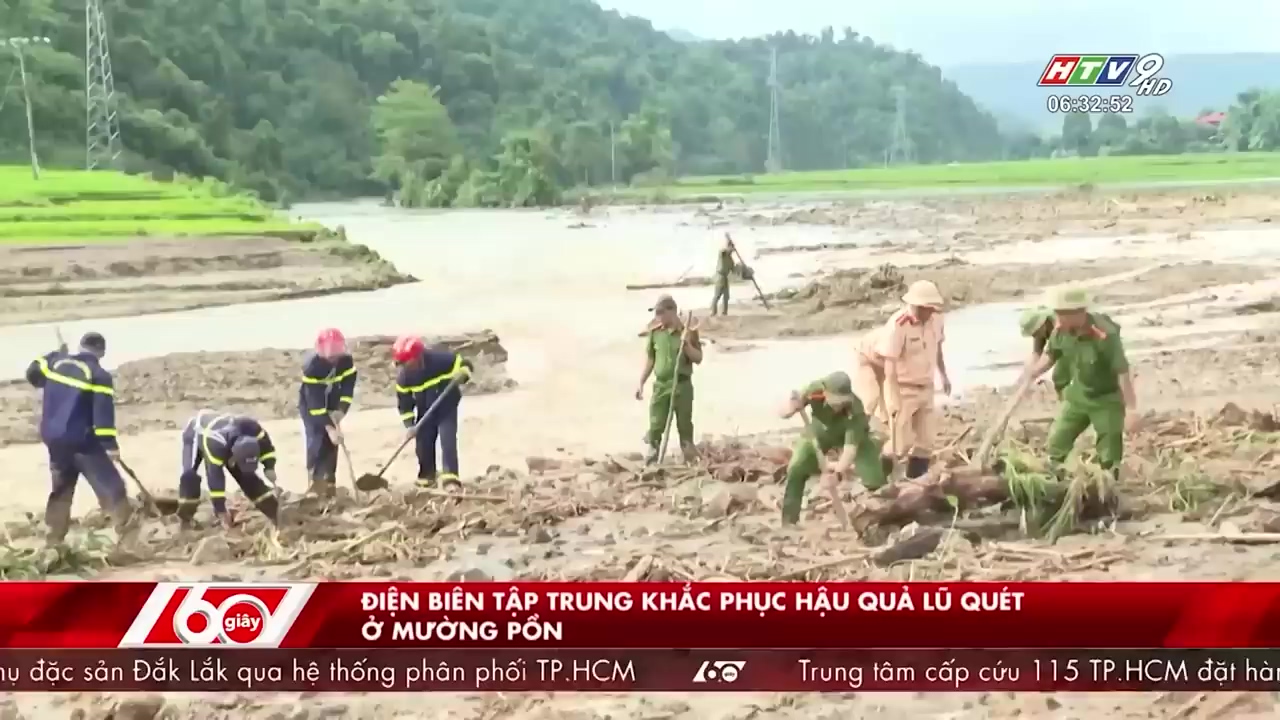 HTV9
HD
06:32:52
60 giây
ĐIỆN BIÊN TẬP TRUNG KHẮC PHỤC HẬU QUẢ LŨ QUÉT
Ở MƯỜNG PỒN
đặc sản Đắk Lắk qua hệ thống phân phối TP.HCM 60 giây Trung tâm cấp cứu 115 TP.HCM đặt